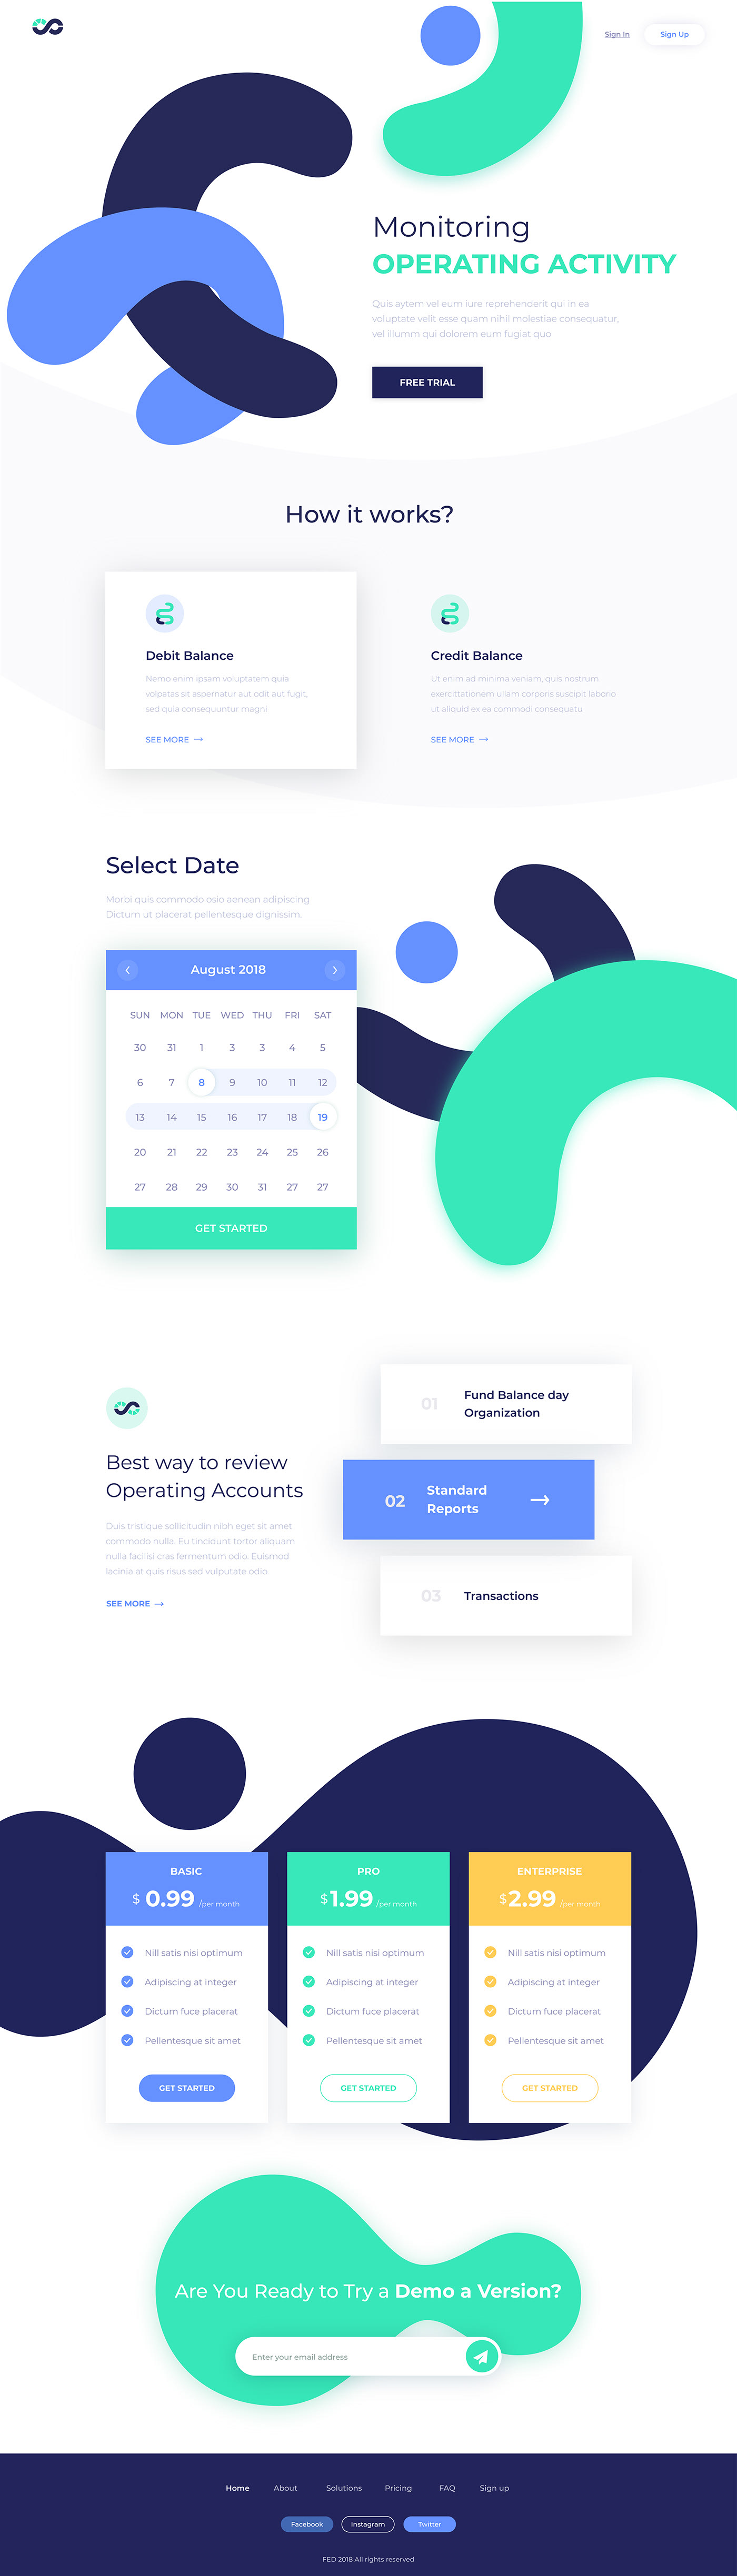 Sign In
Sign Up
Monitoring
OPERATING ACTIVITY
Quis aytem vel eum iure reprehenderit qui in ea
voluptate velit esse quam nihil molestiae consequatur,
vel illumm qui dolorem eum fugiat quo
FREE TRIAL
How it works?
Debit Balance
Nemo enim ipsam voluptatem quia
volpatas sit aspernatur aut odit aut fugit,
sed quia consequuntur magni
SEE MORE
Credit Balance
Ut enim ad minima veniam, quis nostrum
exercittationem ullam corporis suscipit laborio
ut aliquid ex ea commodi consequatu
SEE MORE
Select Date
Morbi quis commodo osio aenean adipiscing
Dictum ut placerat pellentesque dignissim.
August 2018
SUN MON TUE WED THU FRI SAT
30 31 1 3 3 4 5
6 7 8 9 10 11 12
13 14 15 16 17 18 19
20 21 22 23 24 25 26
27 28 29 30 31 27 27
GET STARTED
Best way to review
Operating Accounts
Duis tristique sollicitudin nibh eget sit amet
commodo nulla. Eu tincidunt tortor aliquam
nulla facilisi cras fermentum odio. Euismod
lacinia at quis risus sed vulputate odio.
SEE MORE
01
Fund Balance day
Organization
02
Standard
Reports
03
Transactions
BASIC
$ 0.99 /per month
Nill satis nisi optimum
Adipiscing at integer
Dictum fuce placerat
Pellentesque sit amet
GET STARTED
PRO
$ 1.99 /per month
Nill satis nisi optimum
Adipiscing at integer
Dictum fuce placerat
Pellentesque sit amet
GET STARTED
ENTERPRISE
$ 2.99 /per month
Nill satis nisi optimum
Adipiscing at integer
Dictum fuce placerat
Pellentesque sit amet
GET STARTED
Are You Ready to Try a Demo a Version?
Enter your email address
Home About Solutions Pricing FAQ Sign up
Facebook Instagram Twitter
FED 2018 All rights reserved